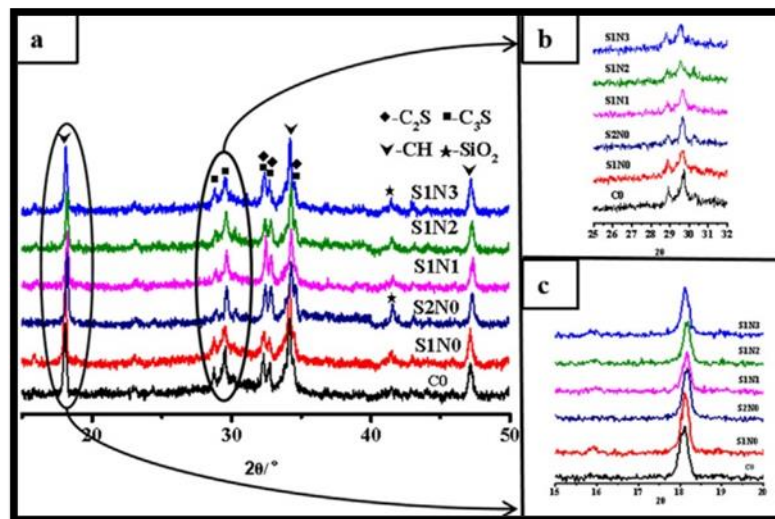 a
◆-C₂S ■-C₃S
-CH ★-SiO₂
S1N3
S1N2
S1N1
S2N0
S1N0
C0
20 30 40 50
2θ/°
b
S1N3
S1N2
S1N1
S2N0
S1N0
C0
25 26 27 28 29 30 31 32
2θ
c
S1N3
S1N2
S1N1
S2N0
S1N0
C0
15 16 17 18 19 20
2θ